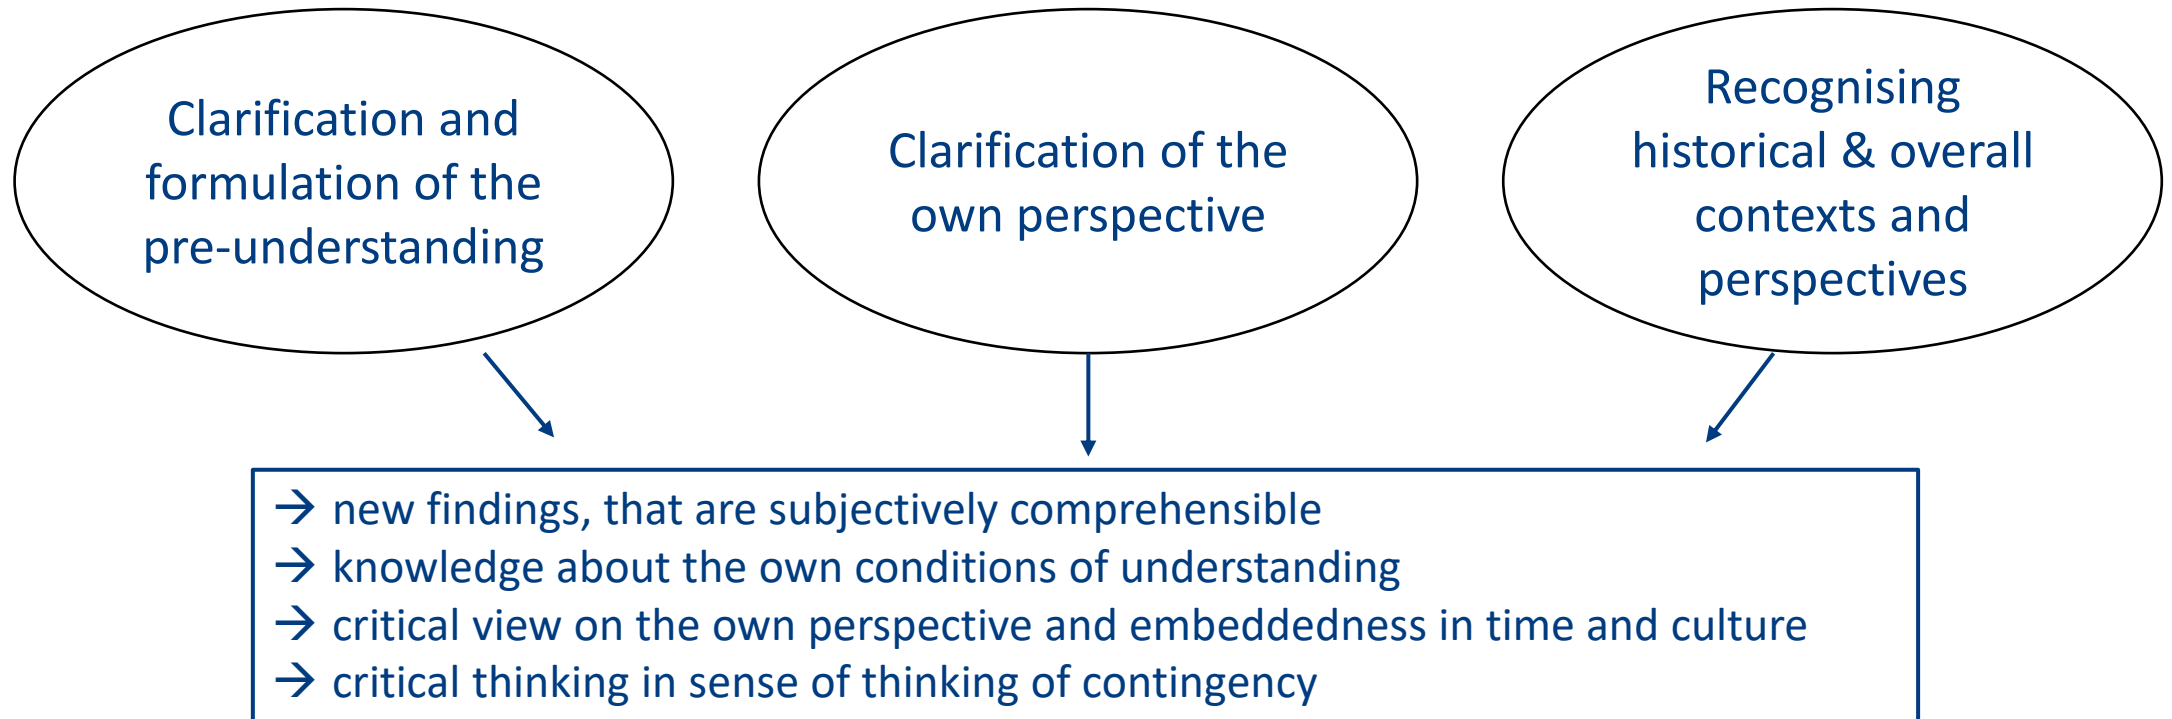 Clarification and
formulation of the
pre-understanding
Clarification of the
own perspective
Recognising
historical & overall
contexts and
perspectives
→ new findings, that are subjectively comprehensible
→ knowledge about the own conditions of understanding
→ critical view on the own perspective and embeddedness in time and culture
→ critical thinking in sense of thinking of contingency